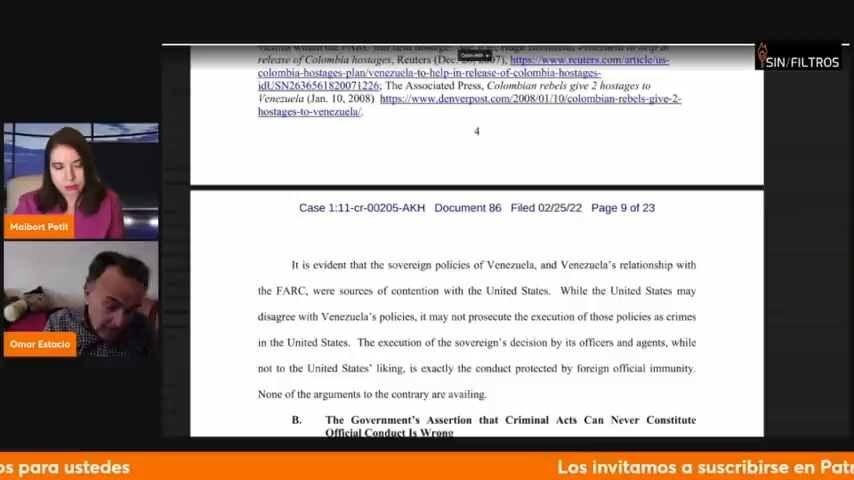 SIN/FILTROS
release of Colombia hostages, Reuters (Dec. 26, 2007), https://www.reuters.com/article/us-
colombia-hostages-plan/venezuela-to-help-in-release-of-colombia-hostages-
idUSN2636561820071226; The Associated Press, Colombian rebels give 2 hostages to
Venezuela (Jan. 10, 2008) https://www.denverpost.com/2008/01/10/colombian-rebels-give-2-
hostages-to-venezuela/.
4
Case 1:11-cr-00205-AKH Document 86 Filed 02/25/22 Page 9 of 23
It is evident that the sovereign policies of Venezuela, and Venezuela's relationship with
the FARC, were sources of contention with the United States. While the United States may
disagree with Venezuela's policies, it may not prosecute the execution of those policies as crimes
in the United States. The execution of the sovereign's decision by its officers and agents, while
not to the United States' liking, is exactly the conduct protected by foreign official immunity.
None of the arguments to the contrary are availing.
B. The Government's Assertion that Criminal Acts Can Never Constitute
Official Conduct Is Wrong
Maibort Petit
Omar Estacio
os para ustedes
Los invitamos a suscribirse en Patr